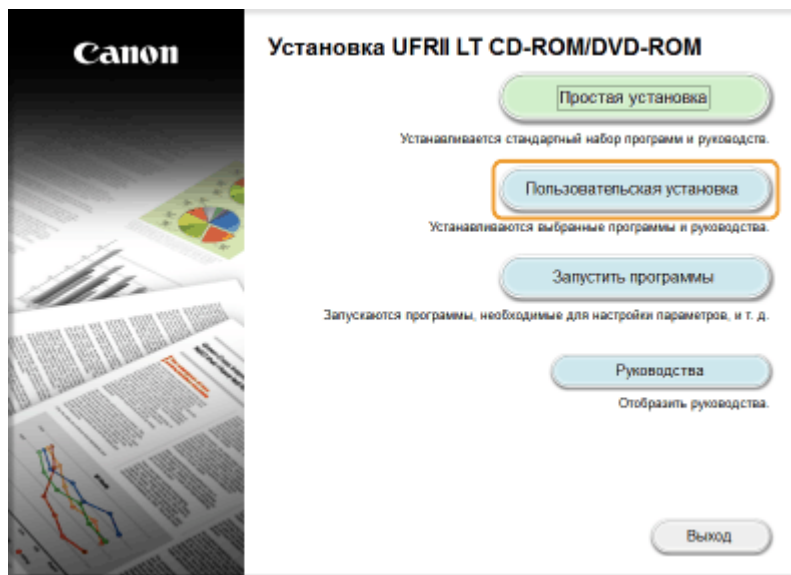 Canon
Установка UFRII LT CD-ROM/DVD-ROM
Простая установка
Устанавливается стандартный набор программ и руководств.
Пользовательская установка
Устанавливаются выбранные программы и руководства.
Запустить программы
Запускаются программы, необходимые для настройки параметров, и т. д.
Руководства
Отобразить руководства.
Выход